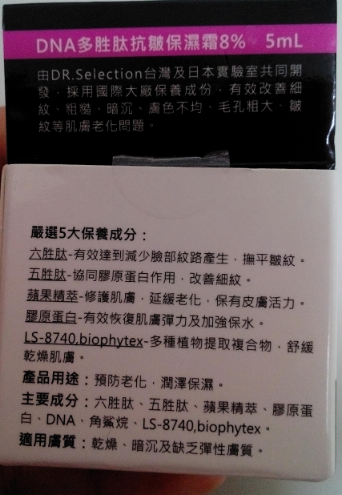 DNA多胜肽抗皺保濕霜8% 5mL
由DR.Selection台灣及日本實驗室共同開
發，採用國際大廠保養成份，有效改善細
紋、粗糙、暗沉、膚色不均、毛孔粗大、皺
紋等肌膚老化問題。
嚴選5大保養成分：
六胜肽-有效達到減少臉部紋路產生，撫平皺紋。
五胜肽-協同膠原蛋白作用，改善細紋。
蘋果精萃-修護肌膚，延緩老化，保有皮膚活力。
膠原蛋白-有效恢復肌膚彈力及加強保水。
LS-8740,biophytex-多種植物提取複合物，舒緩
乾燥肌膚。
產品用途：預防老化，潤澤保濕。
主要成分：六胜肽、五胜肽、蘋果精萃、膠原蛋
白、DNA、角鯊烷、LS-8740,biophytex。
適用膚質：乾燥、暗沉及缺乏彈性膚質。